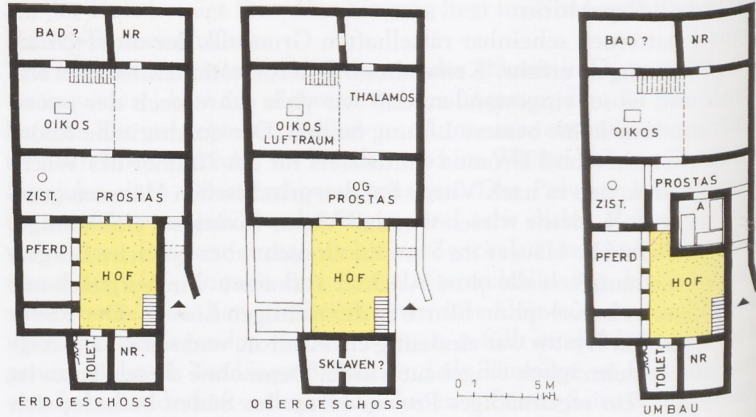 BAD ?
NR
OIKOS
ZIST.
PROSTAS
PFERD
HOF
TOILET.
NR.
ERDGESCHOSS
THALAMOS
OIKOS
LUFTRAUM
OG
PROSTAS
HOF
SKLAVEN?
OBERGESCHOSS
0 1 5 M
BAD ?
NR
OIKOS
PROSTAS
ZIST.
A
PFERD
HOF
TOILET.
NR
UMBAU